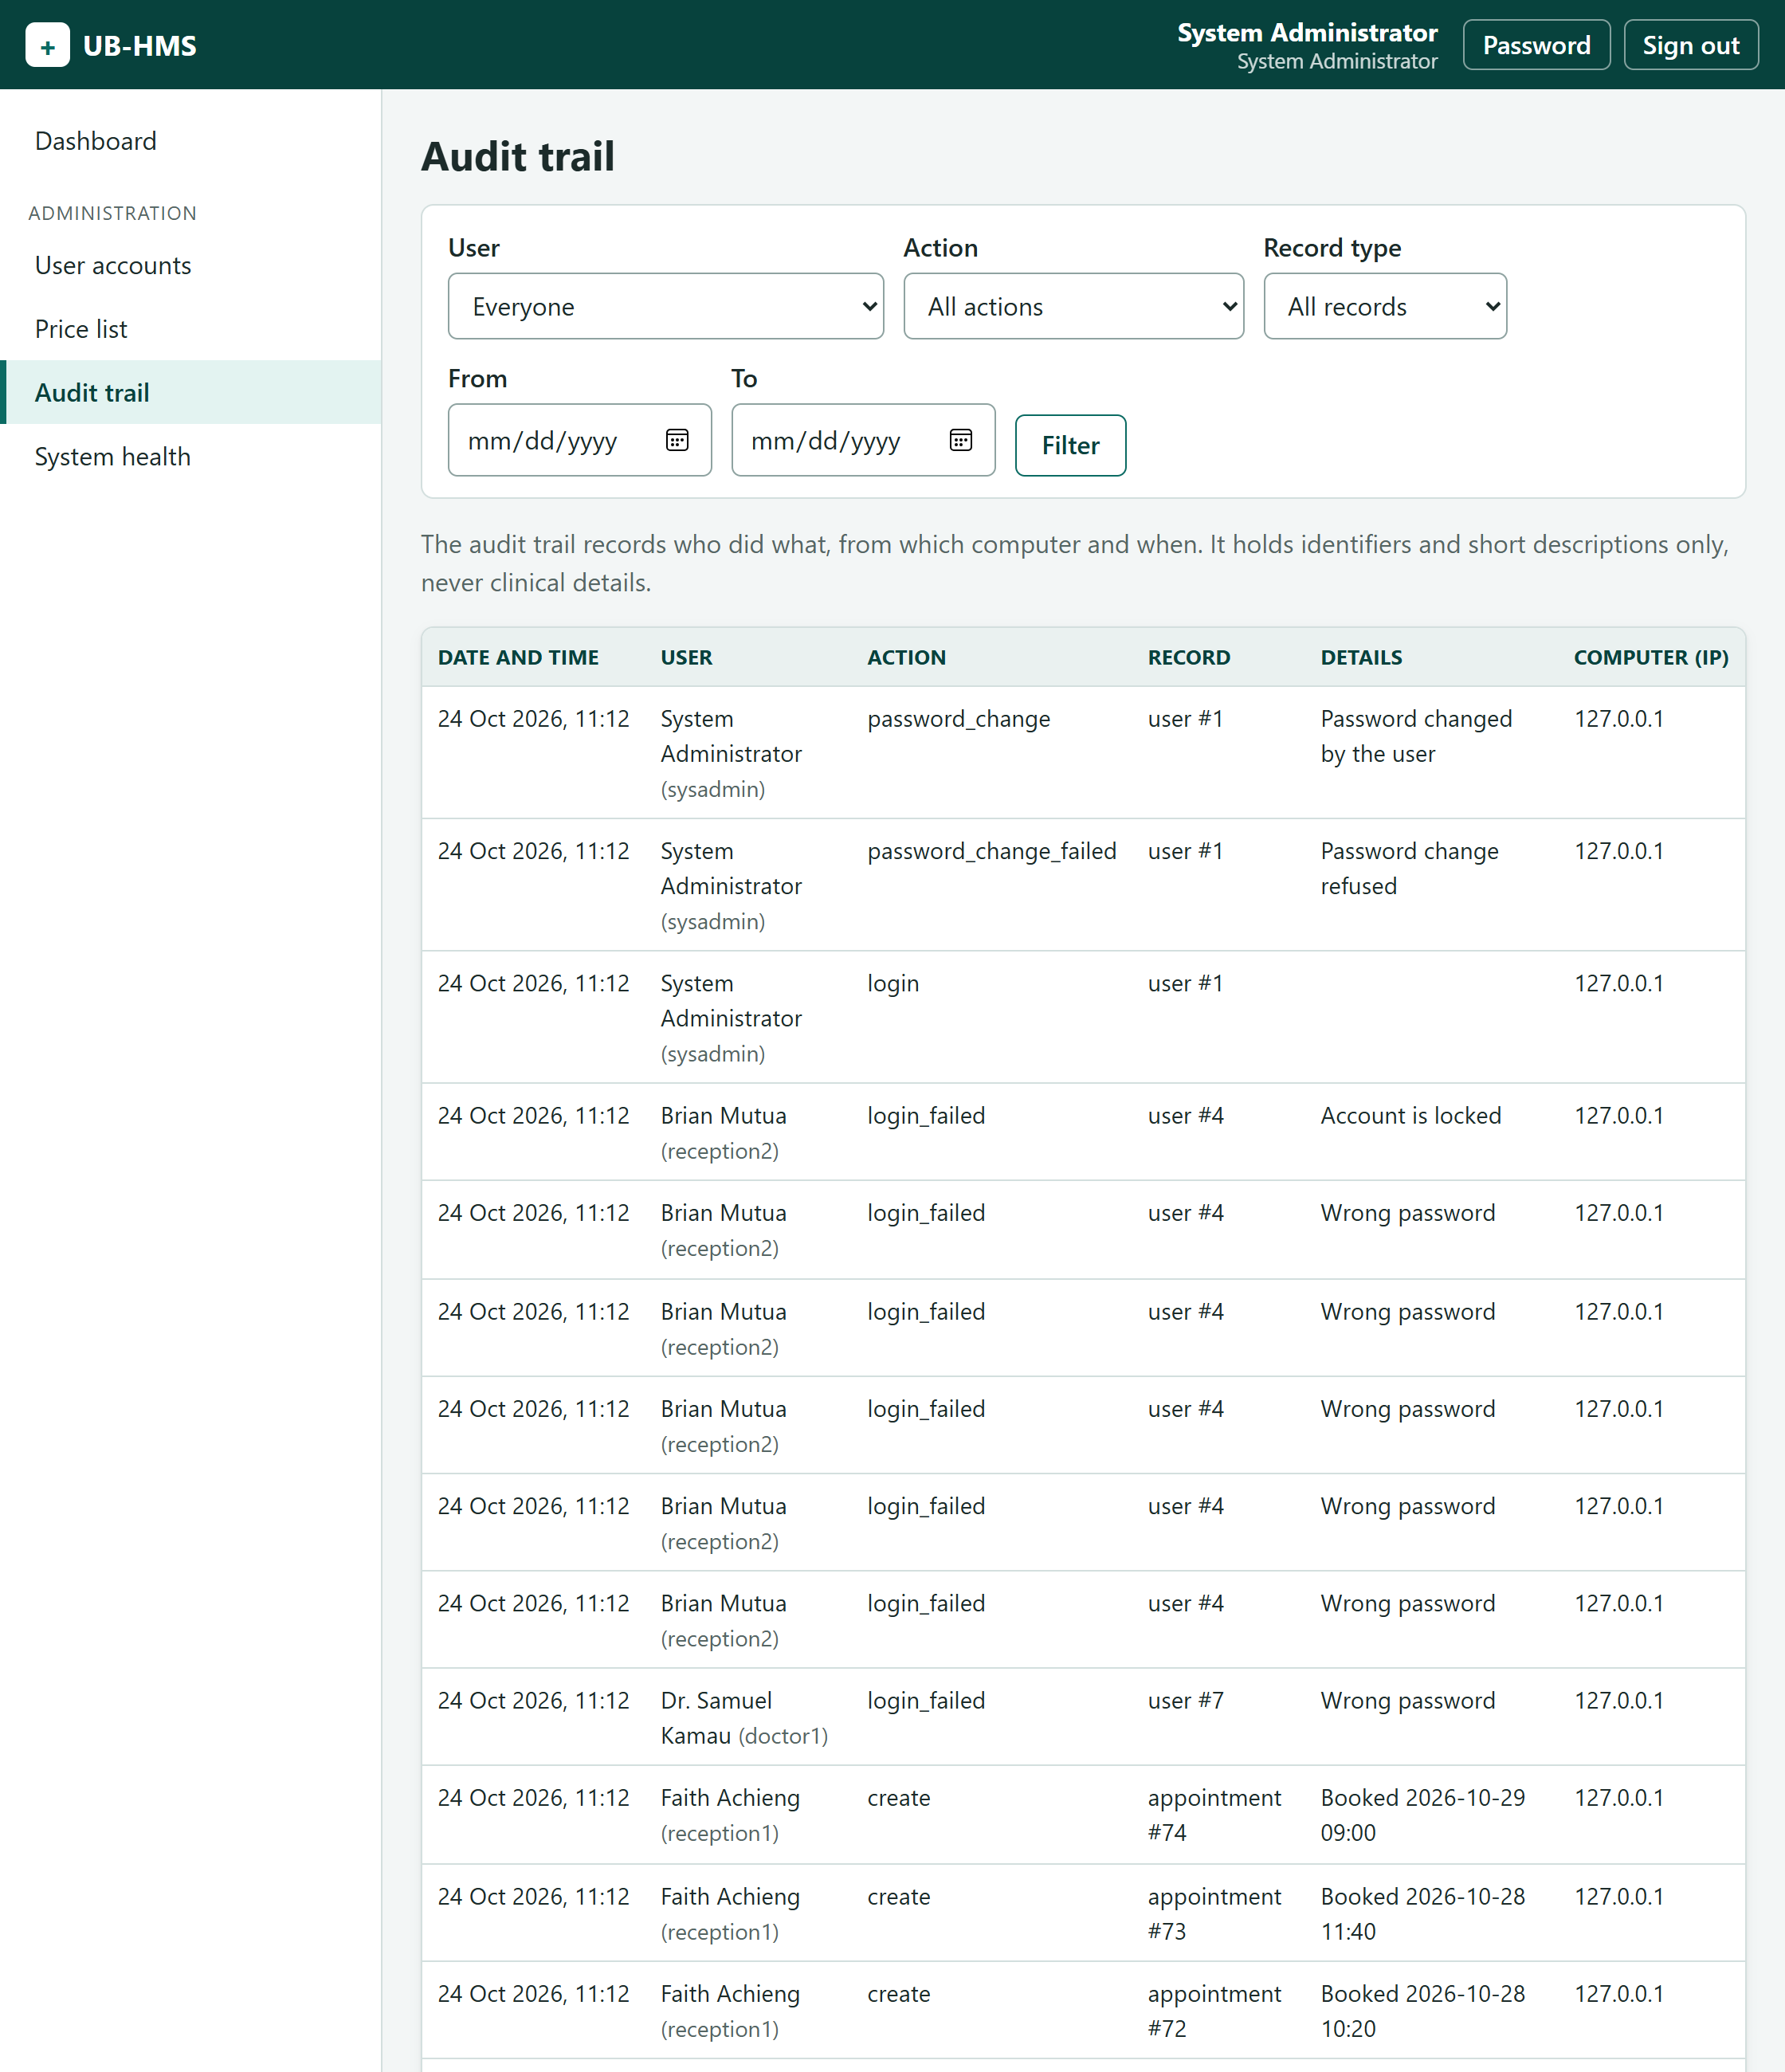 + UB-HMS
System Administrator
System Administrator
Password
Sign out
Dashboard
ADMINISTRATION
User accounts
Price list
Audit trail
System health
Audit trail
User Action Record type
Everyone All actions All records
From To
mm/dd/yyyy mm/dd/yyyy Filter
The audit trail records who did what, from which computer and when. It holds identifiers and short descriptions only,
never clinical details.
DATE AND TIME USER ACTION RECORD DETAILS COMPUTER (IP)
24 Oct 2026, 11:12 System password_change user #1 Password changed 127.0.0.1
Administrator by the user
(sysadmin)
24 Oct 2026, 11:12 System password_change_failed user #1 Password change 127.0.0.1
Administrator refused
(sysadmin)
24 Oct 2026, 11:12 System login user #1 127.0.0.1
Administrator
(sysadmin)
24 Oct 2026, 11:12 Brian Mutua login_failed user #4 Account is locked 127.0.0.1
(reception2)
24 Oct 2026, 11:12 Brian Mutua login_failed user #4 Wrong password 127.0.0.1
(reception2)
24 Oct 2026, 11:12 Brian Mutua login_failed user #4 Wrong password 127.0.0.1
(reception2)
24 Oct 2026, 11:12 Brian Mutua login_failed user #4 Wrong password 127.0.0.1
(reception2)
24 Oct 2026, 11:12 Brian Mutua login_failed user #4 Wrong password 127.0.0.1
(reception2)
24 Oct 2026, 11:12 Brian Mutua login_failed user #4 Wrong password 127.0.0.1
(reception2)
24 Oct 2026, 11:12 Dr. Samuel login_failed user #7 Wrong password 127.0.0.1
Kamau (doctor1)
24 Oct 2026, 11:12 Faith Achieng create appointment Booked 2026-10-29 127.0.0.1
(reception1) #74 09:00
24 Oct 2026, 11:12 Faith Achieng create appointment Booked 2026-10-28 127.0.0.1
(reception1) #73 11:40
24 Oct 2026, 11:12 Faith Achieng create appointment Booked 2026-10-28 127.0.0.1
(reception1) #72 10:20